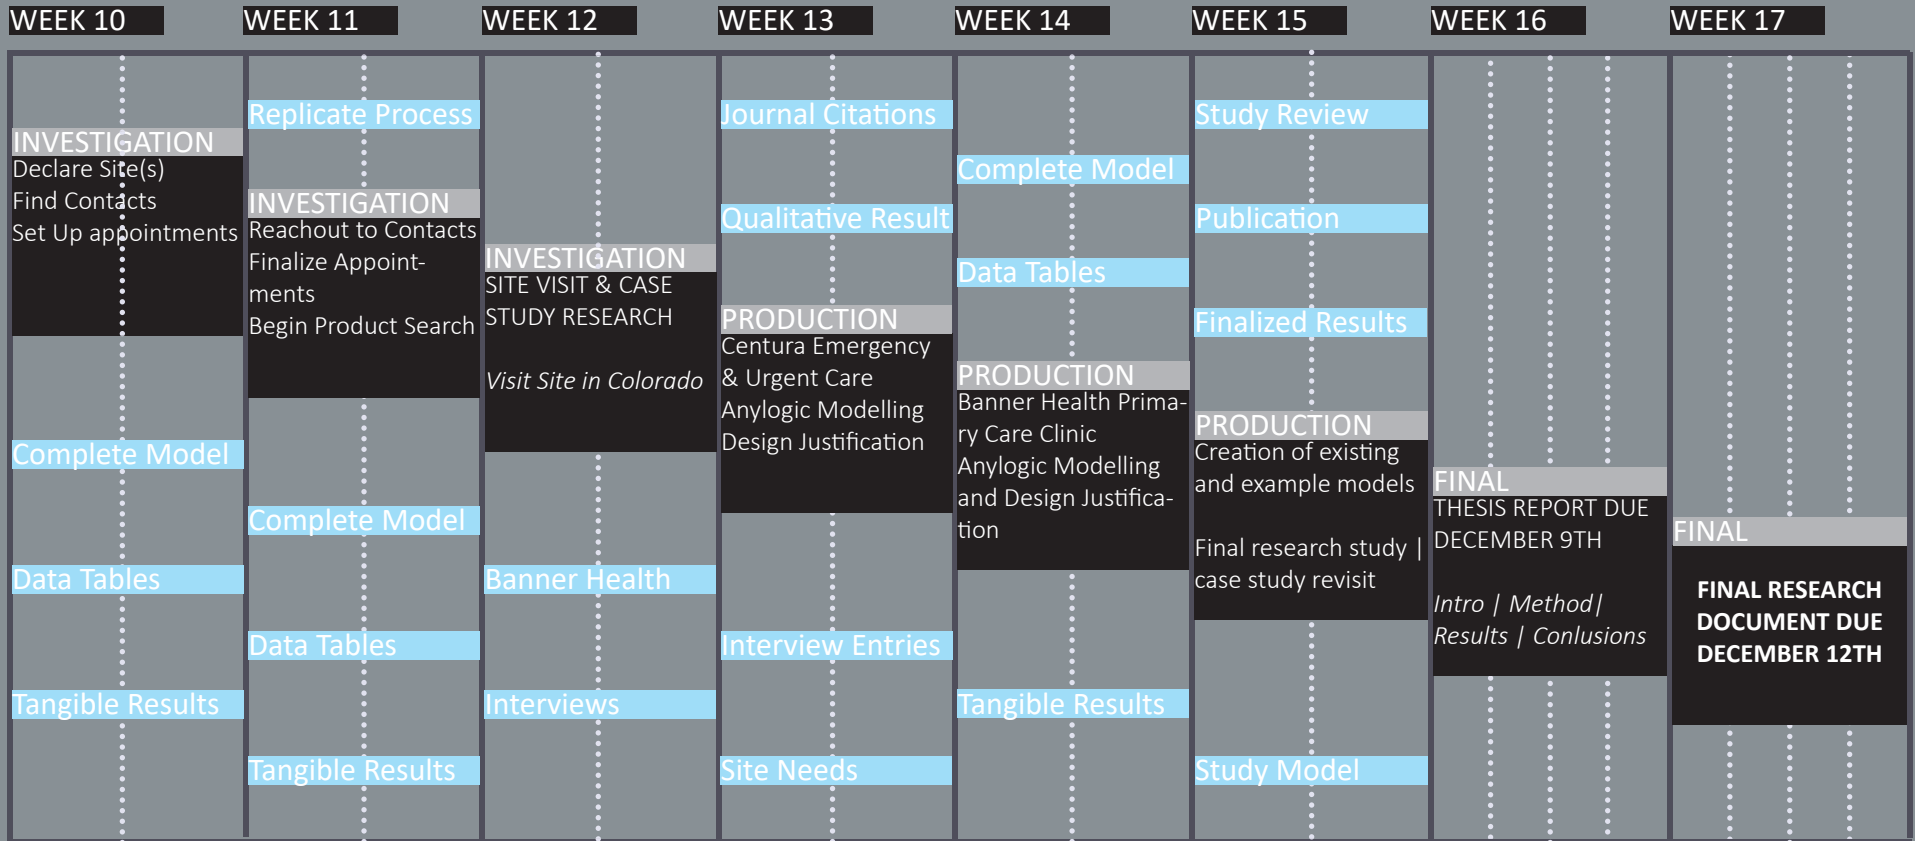 WEEK 10
INVESTIGATION
Declare Site(s)
Find Contacts
Set Up appointments
Complete Model
Data Tables
Tangible Results
WEEK 11
Replicate Process
INVESTIGATION
Reachout to Contacts
Finalize Appoint-
ments
Begin Product Search
Complete Model
Data Tables
Tangible Results
WEEK 12
INVESTIGATION
SITE VISIT & CASE
STUDY RESEARCH
Visit Site in Colorado
Banner Health
Interviews
WEEK 13
Journal Citations
Qualitative Result
PRODUCTION
Centura Emergency
& Urgent Care
Anylogic Modelling
Design Justification
Interview Entries
Site Needs
WEEK 14
Complete Model
Data Tables
PRODUCTION
Banner Health Prima-
ry Care Clinic
Anylogic Modelling
and Design Justifica-
tion
Tangible Results
WEEK 15
Study Review
Publication
Finalized Results
PRODUCTION
Creation of existing
and example models
Final research study |
case study revisit
Study Model
WEEK 16
FINAL
THESIS REPORT DUE
DECEMBER 9TH
Intro | Method|
Results | Conlusions
WEEK 17
FINAL
FINAL RESEARCH
DOCUMENT DUE
DECEMBER 12TH